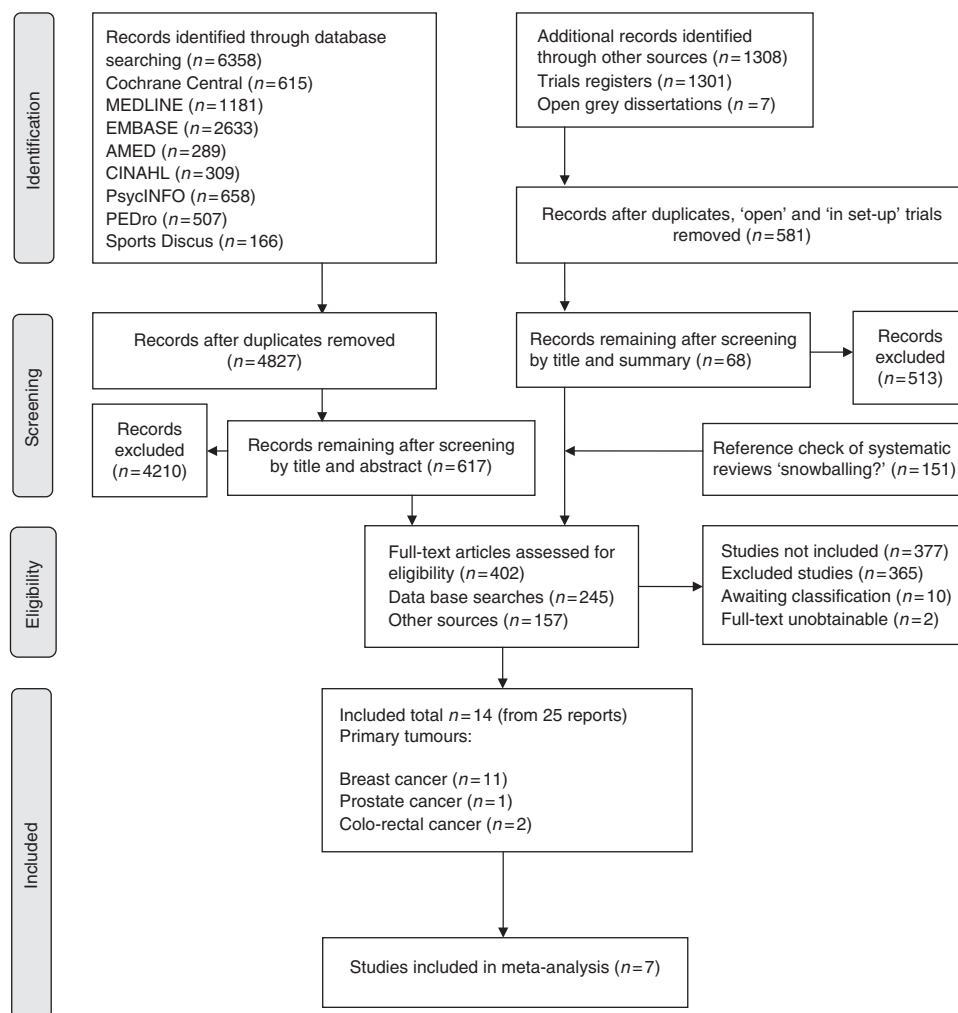 Identification
Records identified through database
searching (n=6358)
Cochrane Central (n=615)
MEDLINE (n=1181)
EMBASE (n=2633)
AMED (n=289)
CINAHL (n=309)
PsycINFO (n=658)
PEDro (n=507)
Sports Discus (n=166)
Additional records identified
through other sources (n=1308)
Trials registers (n=1301)
Open grey dissertations (n=7)
Records after duplicates, ‘open’ and ‘in set-up’ trials
removed (n=581)
Screening
Records after duplicates removed
(n=4827)
Records remaining after screening
by title and summary (n=68)
Records
excluded
(n=513)
Records
excluded
(n=4210)
Records remaining after screening
by title and abstract (n=617)
Reference check of systematic
reviews ‘snowballing?’ (n=151)
Eligibility
Full-text articles assessed for
eligibility (n=402)
Data base searches (n=245)
Other sources (n=157)
Studies not included (n=377)
Excluded studies (n=365)
Awaiting classification (n=10)
Full-text unobtainable (n=2)
Included
Included total n=14 (from 25 reports)
Primary tumours:
Breast cancer (n=11)
Prostate cancer (n=1)
Colo-rectal cancer (n=2)
Studies included in meta-analysis (n=7)